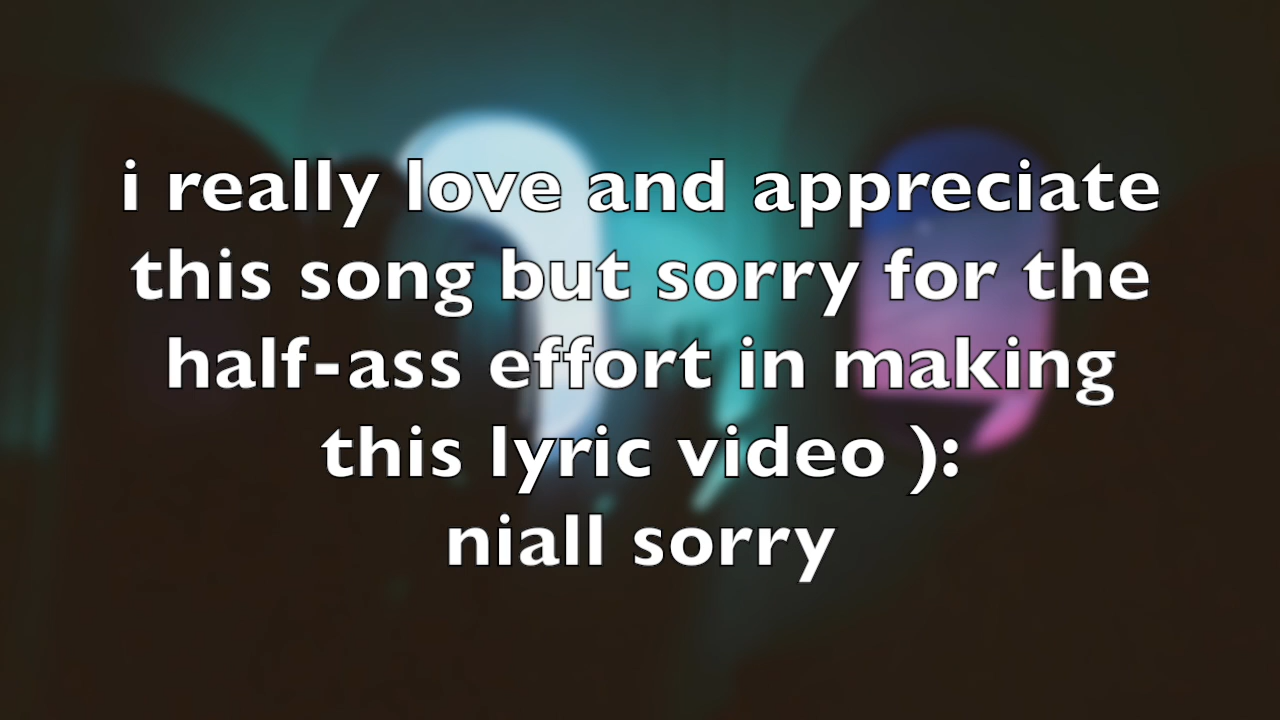 i really love and appreciate
this song but sorry for the
half-ass effort in making
this lyric video ):
niall sorry